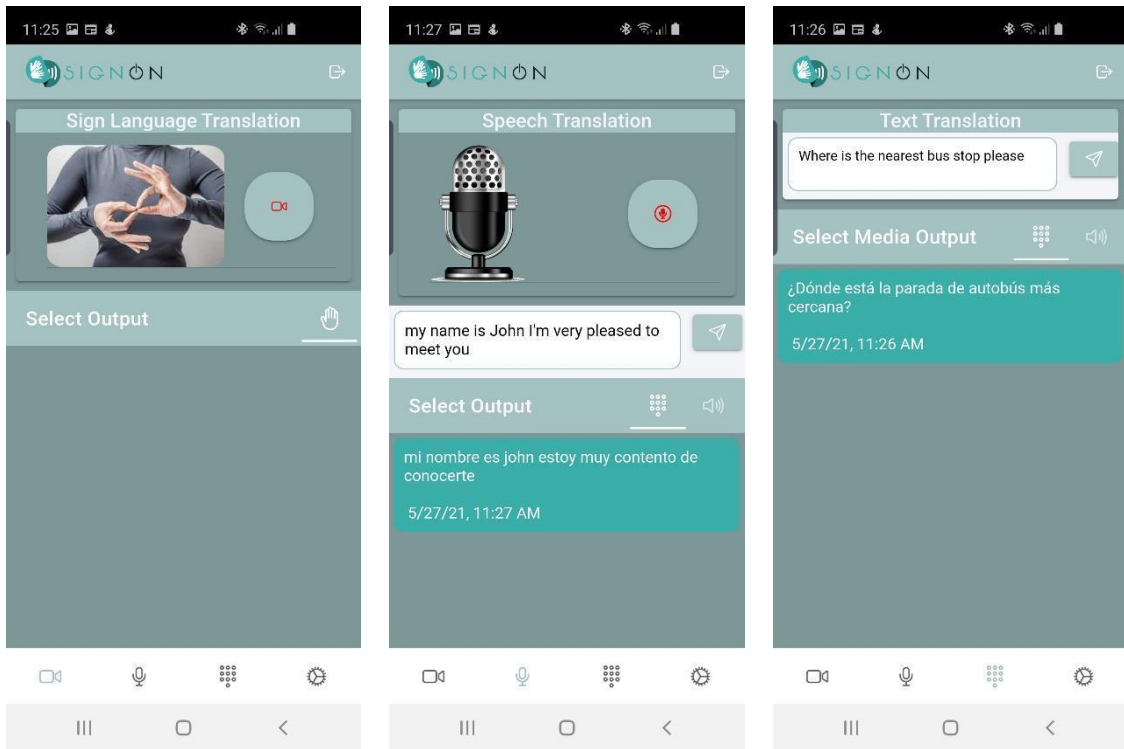 11:25
SIGNON
Sign Language Translation
Select Output
11:27
SIGNON
Speech Translation
my name is John I'm very pleased to
meet you
Select Output
mi nombre es john estoy muy contento de
conocerte
5/27/21, 11:27 AM
11:26
SIGNON
Text Translation
Where is the nearest bus stop please
Select Media Output
¿Dónde está la parada de autobús más
cercana?
5/27/21, 11:26 AM